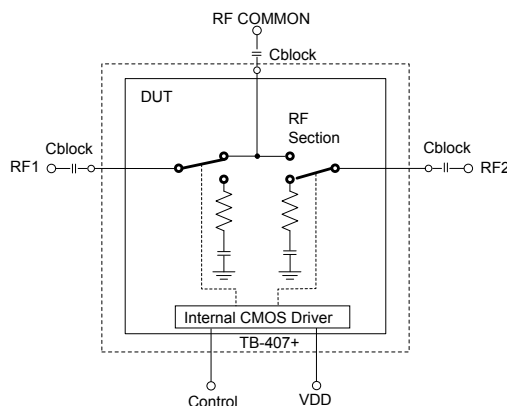 RF COMMON
Cblock
DUT
RF
Section
Cblock
RF1
Cblock
RF2
Internal CMOS Driver
TB-407+
Control
VDD